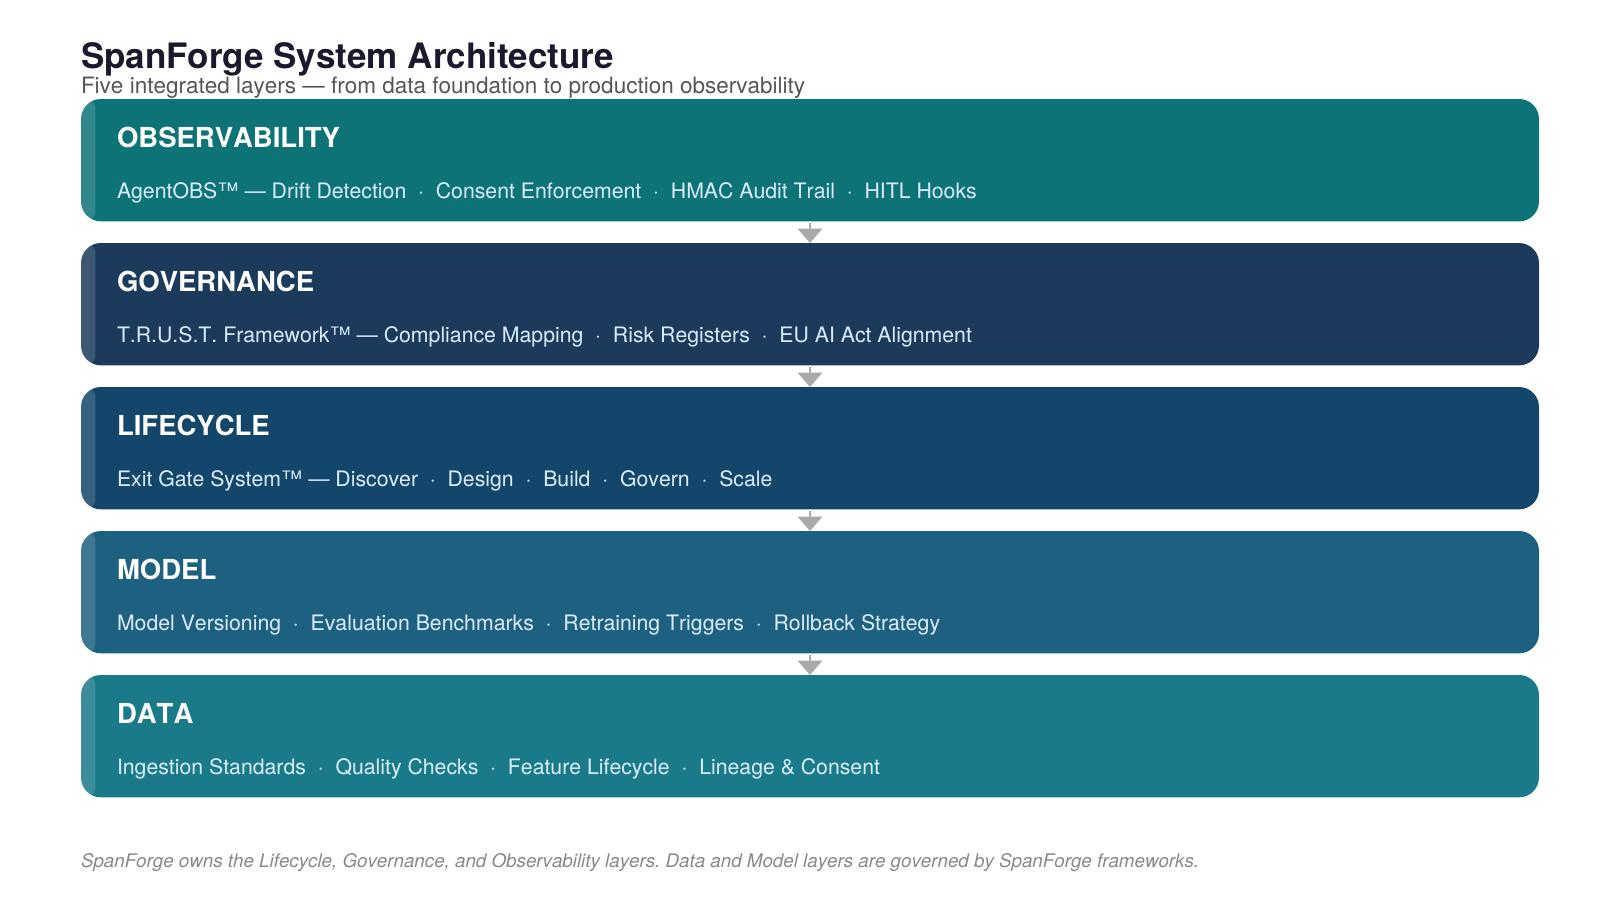 SpanForge System Architecture
Five integrated layers — from data foundation to production observability
OBSERVABILITY
AgentOBS™ — Drift Detection · Consent Enforcement · HMAC Audit Trail · HITL Hooks
GOVERNANCE
T.R.U.S.T. Framework™ — Compliance Mapping · Risk Registers · EU AI Act Alignment
LIFECYCLE
Exit Gate System™ — Discover · Design · Build · Govern · Scale
MODEL
Model Versioning · Evaluation Benchmarks · Retraining Triggers · Rollback Strategy
DATA
Ingestion Standards · Quality Checks · Feature Lifecycle · Lineage & Consent
SpanForge owns the Lifecycle, Governance, and Observability layers. Data and Model layers are governed by SpanForge frameworks.